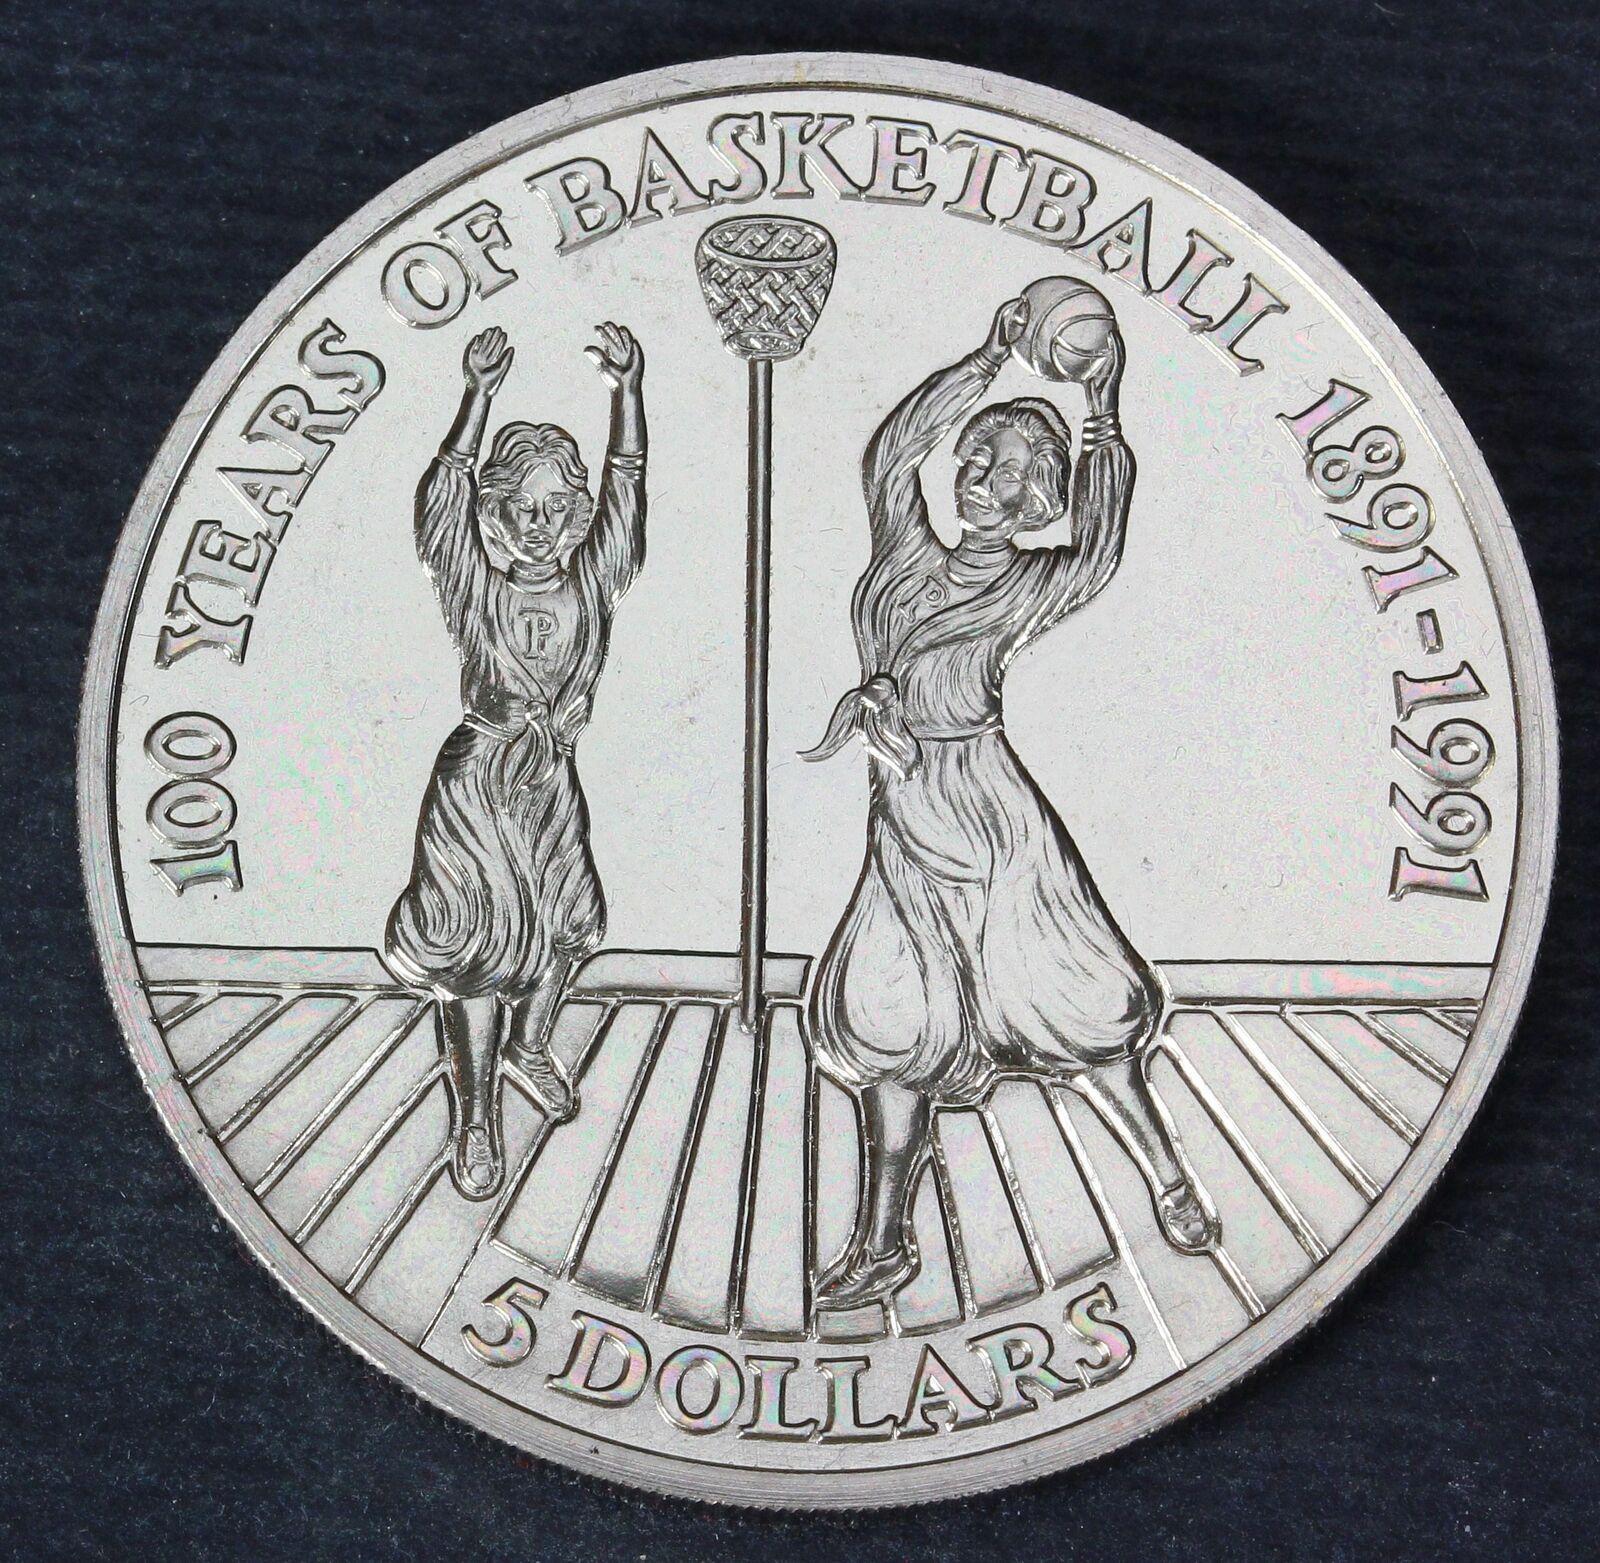 100 YEARS OF BASKETBALL 1891-1991
P
P
5 DOLLARS